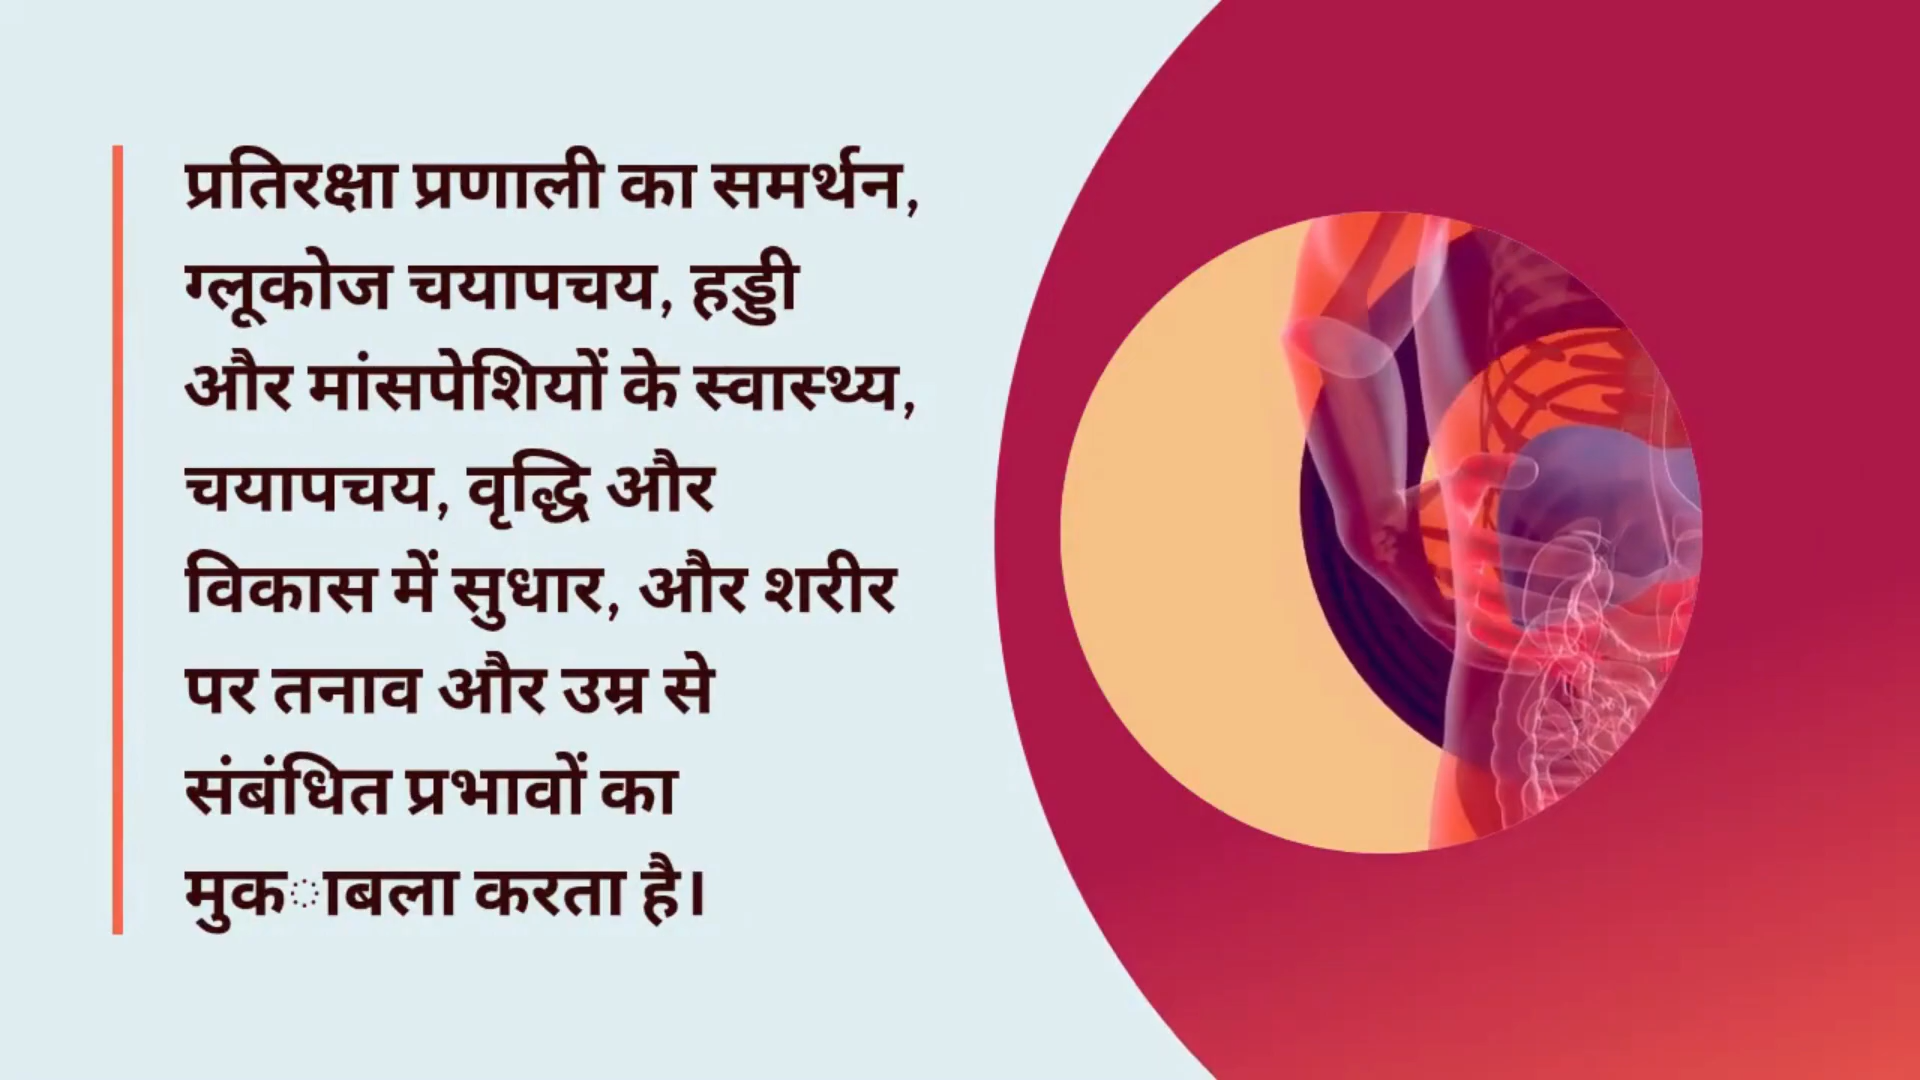 प्रतिरक्षा प्रणाली का समर्थन,
ग्लूकोज चयापचय, हड्डी
और मांसपेशियों के स्वास्थ्य,
चयापचय, वृद्धि और
विकास में सुधार, और शरीर
पर तनाव और उम्र से
संबंधित प्रभावों का
मुक◌ाबला करता है।